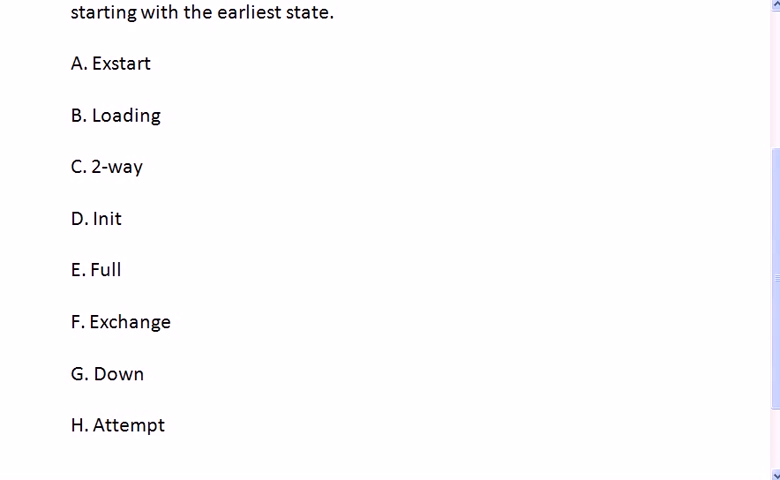 starting with the earliest state.
A. Exstart
B. Loading
C. 2-way
D. Init
E. Full
F. Exchange
G. Down
H. Attempt